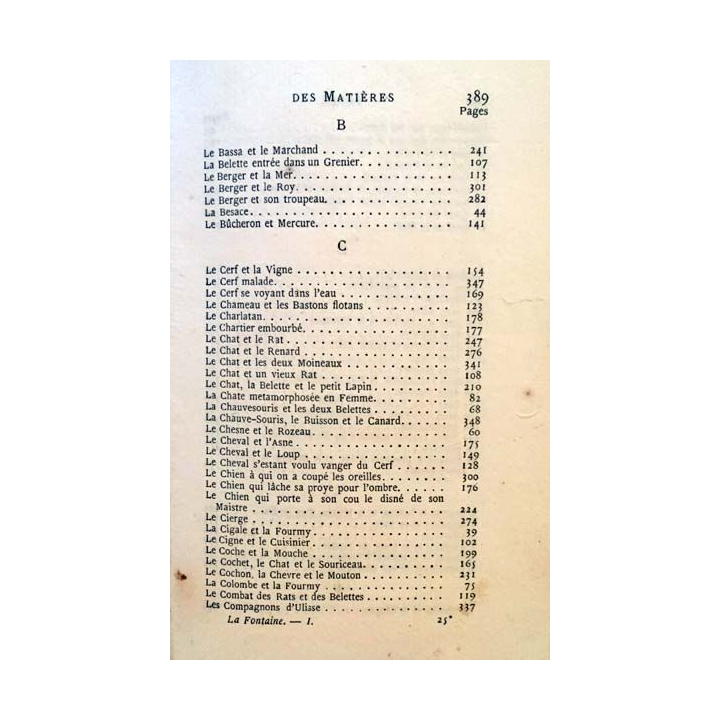 DES MATIÈRES 389
Pages
B
Le Bassa et le Marchand . . . . . . . . . . . . . . . 241
La Belette entrée dans un Grenier. . . . . . . . . . . 107
Le Berger et la Mer. . . . . . . . . . . . . . . . . 113
Le Berger et le Roy. . . . . . . . . . . . . . . . . 301
Le Berger et son troupeau. . . . . . . . . . . . . . 282
La Besace. . . . . . . . . . . . . . . . . . . . . 44
Le Bûcheron et Mercure. . . . . . . . . . . . . . . 141
C
Le Cerf et la Vigne . . . . . . . . . . . . . . . . . 154
Le Cerf malade. . . . . . . . . . . . . . . . . . . 347
Le Cerf se voyant dans l'eau . . . . . . . . . . . . . 169
Le Chameau et les Bastons flotans . . . . . . . . . . 123
Le Charlatan. . . . . . . . . . . . . . . . . . . . 178
Le Chartier embourbé. . . . . . . . . . . . . . . . 177
Le Chat et le Rat . . . . . . . . . . . . . . . . . . 247
Le Chat et le Renard . . . . . . . . . . . . . . . . 276
Le Chat et les deux Moineaux . . . . . . . . . . . . 341
Le Chat et un vieux Rat . . . . . . . . . . . . . . . 108
Le Chat, la Belette et le petit Lapin . . . . . . . . . 210
La Chate metamorphosée en Femme. . . . . . . . . . 82
La Chauvesouris et les deux Belettes . . . . . . . . . 68
La Chauve-Souris, le Buisson et le Canard. . . . . . . 348
Le Chesne et le Rozeau . . . . . . . . . . . . . . . 60
Le Cheval et l'Asne . . . . . . . . . . . . . . . . . 175
Le Cheval et le Loup . . . . . . . . . . . . . . . . 149
Le Cheval s'estant voulu vanger du Cerf . . . . . . . 128
Le Chien à qui on a coupé les oreilles. . . . . . . . . 300
Le Chien qui lâche sa proye pour l'ombre. . . . . . . 176
Le Chien qui porte à son cou le disné de son
Maistre . . . . . . . . . . . . . . . . . . . . . 224
Le Cierge . . . . . . . . . . . . . . . . . . . . . 274
La Cigale et la Fourmy . . . . . . . . . . . . . . . 39
Le Cigne et le Cuisinier . . . . . . . . . . . . . . . 102
Le Coche et la Mouche . . . . . . . . . . . . . . . 199
Le Cochet, le Chat et le Souriceau. . . . . . . . . . . 165
Le Cochon, la Chevre et le Mouton . . . . . . . . . . 231
La Colombe et la Fourmy . . . . . . . . . . . . . . 75
Le Combat des Rats et des Belettes . . . . . . . . . . 119
Les Compagnons d'Ulisse . . . . . . . . . . . . . . 337
La Fontaine. — I. 25*